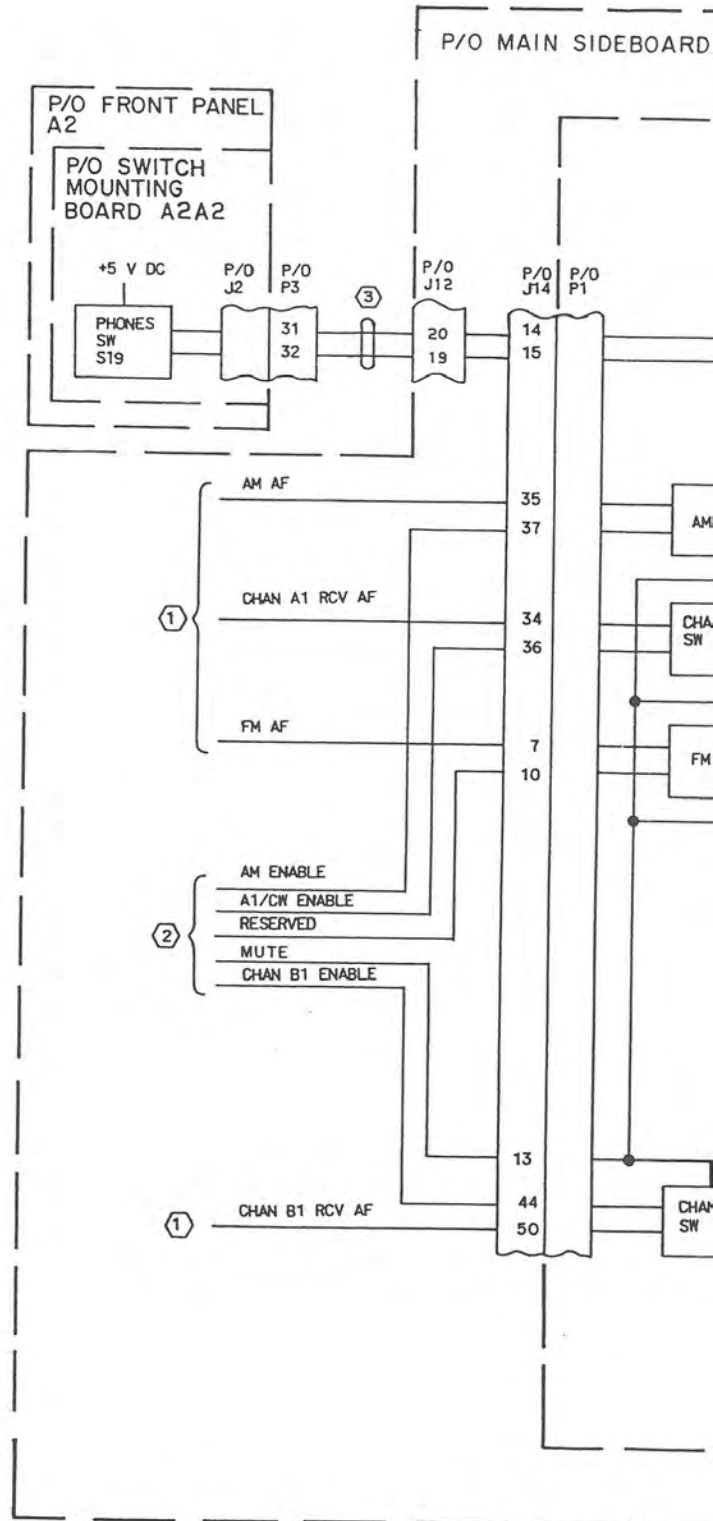 P/O MAIN SIDEBOARD
P/O FRONT PANEL
A2
P/O SWITCH
MOUNTING
BOARD A2A2
+5 V DC
P/O
J2
P/O
P3
3
P/O
J12
P/O
J14
P/O
P1
PHONES
SW
S19
31
32
20
19
14
15
AM AF
35
37
1
CHAN A1 RCV AF
34
36
SW
FM AF
7
10
FM
2
AM ENABLE
A1/CW ENABLE
RESERVED
MUTE
CHAN B1 ENABLE
13
44
50
1
CHAN B1 RCV AF
SW